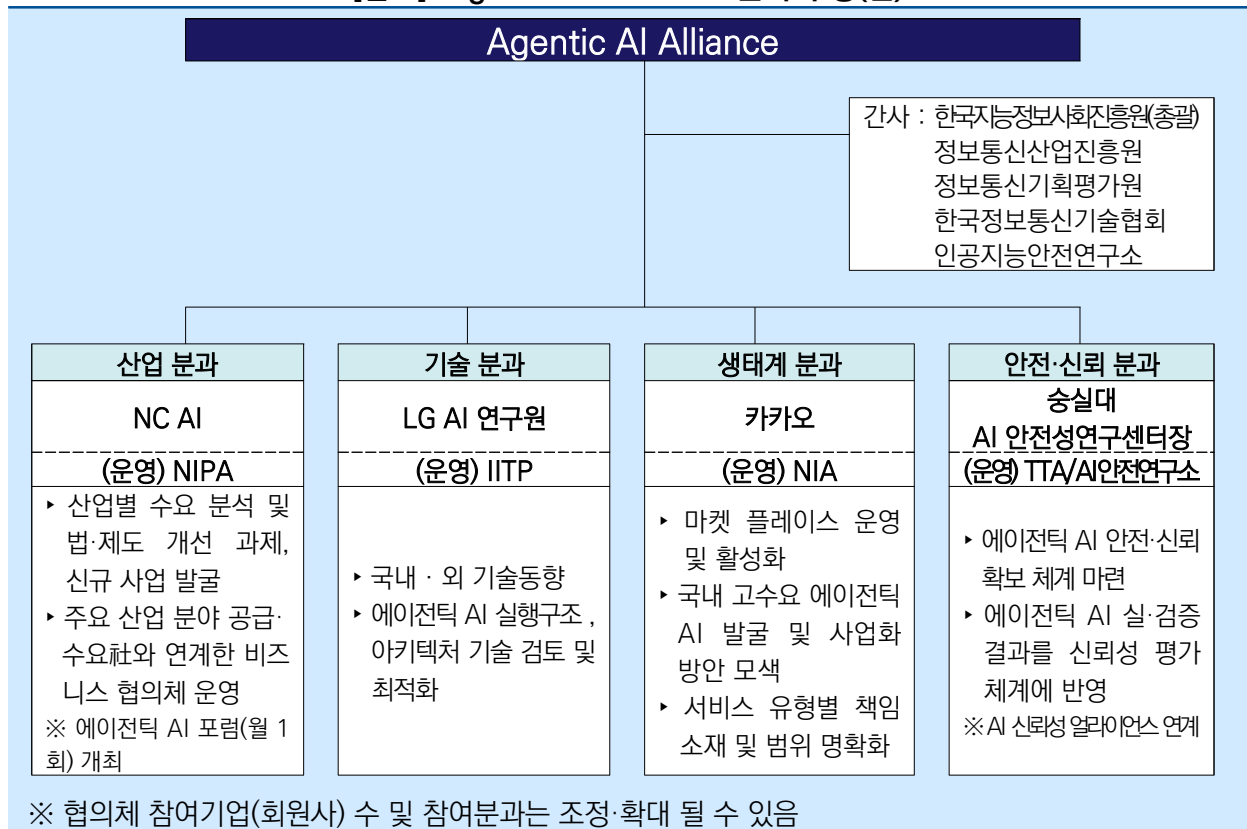 Agentic AI Alliance
간사 : 한국지능정보사회진흥원(총괄)
정보통신산업진흥원
정보통신기획평가원
한국정보통신기술협회
인공지능안전연구소
산업 분과
NC AI
(운영) NIPA
‣ 산업별 수요 분석 및
법·제도 개선 과제,
신규 사업 발굴
‣ 주요 산업 분야 공급·
수요社와 연계한 비즈
니스 협의체 운영
※ 에이전틱 AI 포럼(월 1
회) 개최
기술 분과
LG AI 연구원
(운영) IITP
‣ 국내 · 외 기술동향
‣ 에이전틱 AI 실행구조 ,
아키텍처 기술 검토 및
최적화
생태계 분과
카카오
(운영) NIA
‣ 마켓 플레이스 운영
및 활성화
‣ 국내 고수요 에이전틱
AI 발굴 및 사업화
방안 모색
‣ 서비스 유형별 책임
소재 및 범위 명확화
안전·신뢰 분과
숭실대
AI 안전성연구센터장
(운영) TTA/AI안전연구소
‣ 에이전틱 AI 안전·신뢰
확보 체계 마련
‣ 에이전틱 AI 실·검증
결과를 신뢰성 평가
체계에 반영
※ AI 신뢰성 얼라이언스 연계
※ 협의체 참여기업(회원사) 수 및 참여분과는 조정·확대 될 수 있음